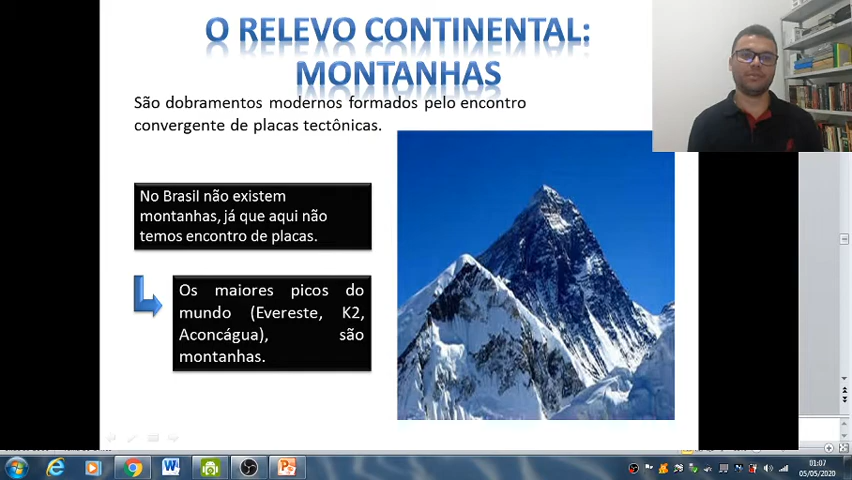 O RELEVO CONTINENTAL:
MONTANHAS
São dobramentos modernos formados pelo encontro
convergente de placas tectônicas.
No Brasil não existem
montanhas, já que aqui não
temos encontro de placas.
Os maiores picos do
mundo (Evereste, K2,
Aconcágua), são
montanhas.
01:07
05/05/2020